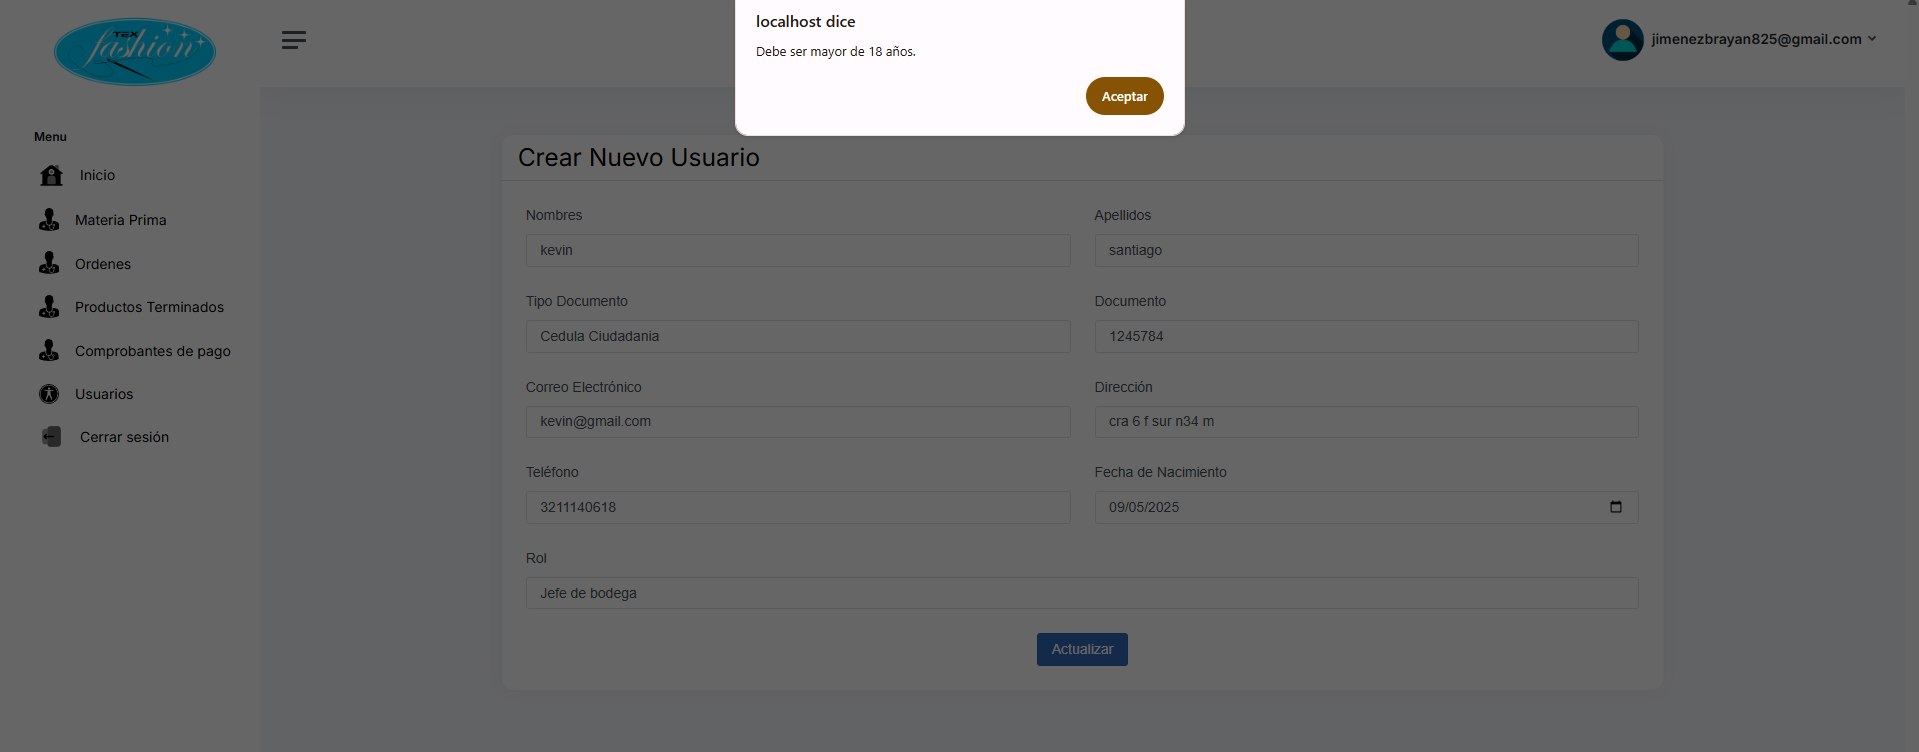 localhost dice
Debe ser mayor de 18 años.
Aceptar
TEX
fashion
jimenezbrayan825@gmail.com
Menu
Inicio
Materia Prima
Ordenes
Productos Terminados
Comprobantes de pago
Usuarios
Cerrar sesión
Crear Nuevo Usuario
Nombres
Apellidos
kevin
santiago
Tipo Documento
Documento
Cedula Ciudadania
1245784
Correo Electrónico
Dirección
kevin@gmail.com
cra 6 f sur n34 m
Teléfono
Fecha de Nacimiento
3211140618
09/05/2025
Rol
Jefe de bodega
Actualizar